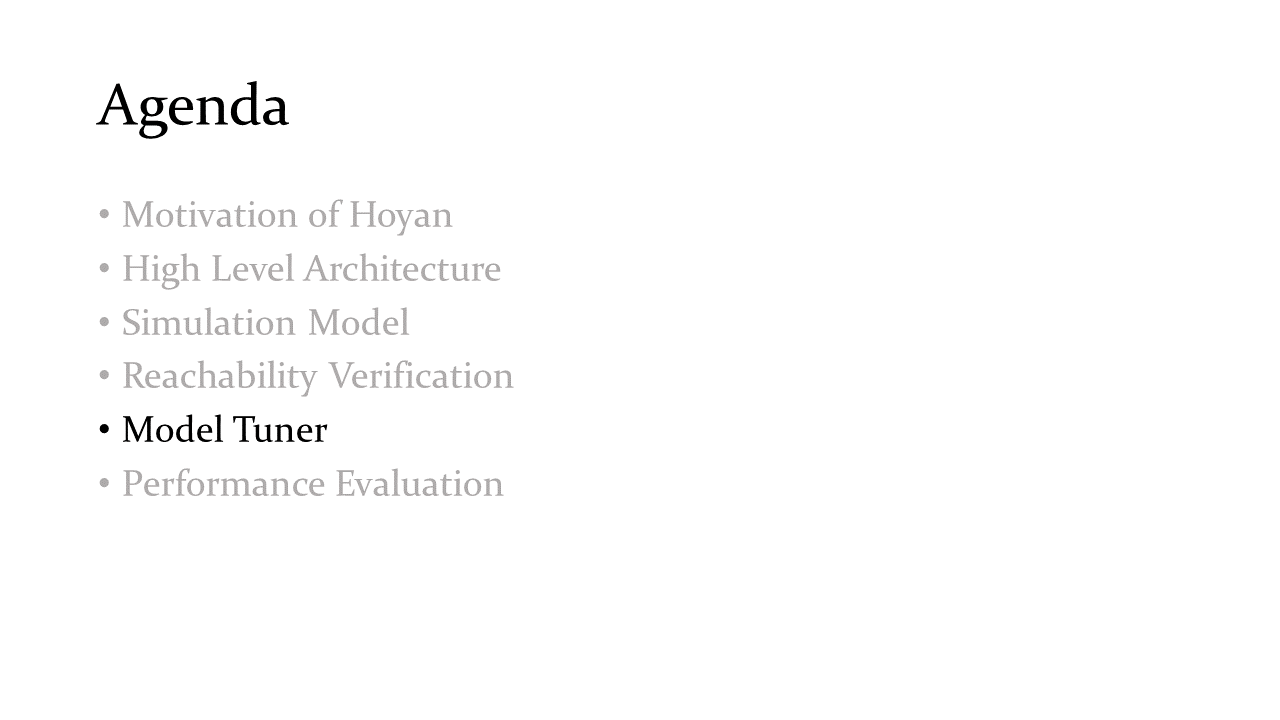 Agenda
• Motivation of Hoyan
• High Level Architecture
• Simulation Model
• Reachability Verification
• Model Tuner
• Performance Evaluation